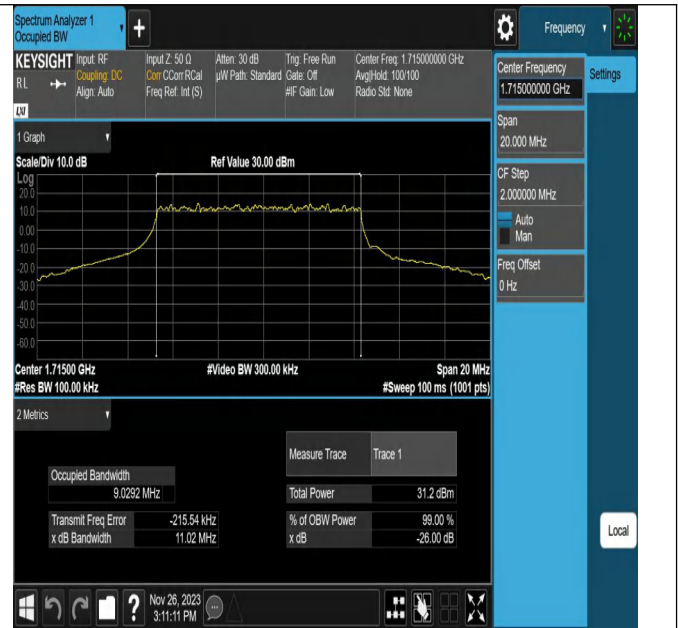 Spectrum Analyzer 1
Occupied BW
+
Frequency
KEYSIGHT
RL
LXI
Input: RF
Coupling: DC
Align: Auto
Input Z: 50 Ω
Corr CCorr RCal
Freq Ref: Int (S)
Atten: 30 dB
µW Path: Standard
Trig: Free Run
Gate: Off
#IF Gain: Low
Center Freq: 1.715000000 GHz
Avg|Hold: 100/100
Radio Std: None
Center Frequency
1.715000000 GHz
Settings
Span
20.000 MHz
CF Step
2.000000 MHz
Auto
Man
Freq Offset
0 Hz
Local
1 Graph
Scale/Div 10.0 dB
Ref Value 30.00 dBm
Log
20.0
10.0
0.00
-10.0
-20.0
-30.0
-40.0
-50.0
-60.0
Center 1.71500 GHz
#Video BW 300.00 kHz
Span 20 MHz
#Res BW 100.00 kHz
#Sweep 100 ms (1001 pts)
2 Metrics
Measure Trace
Trace 1
Occupied Bandwidth
9.0292 MHz
Total Power
31.2 dBm
Transmit Freq Error
-215.54 kHz
% of OBW Power
99.00 %
x dB Bandwidth
11.02 MHz
x dB
-26.00 dB
?
Nov 26, 2023
3:11:11 PM